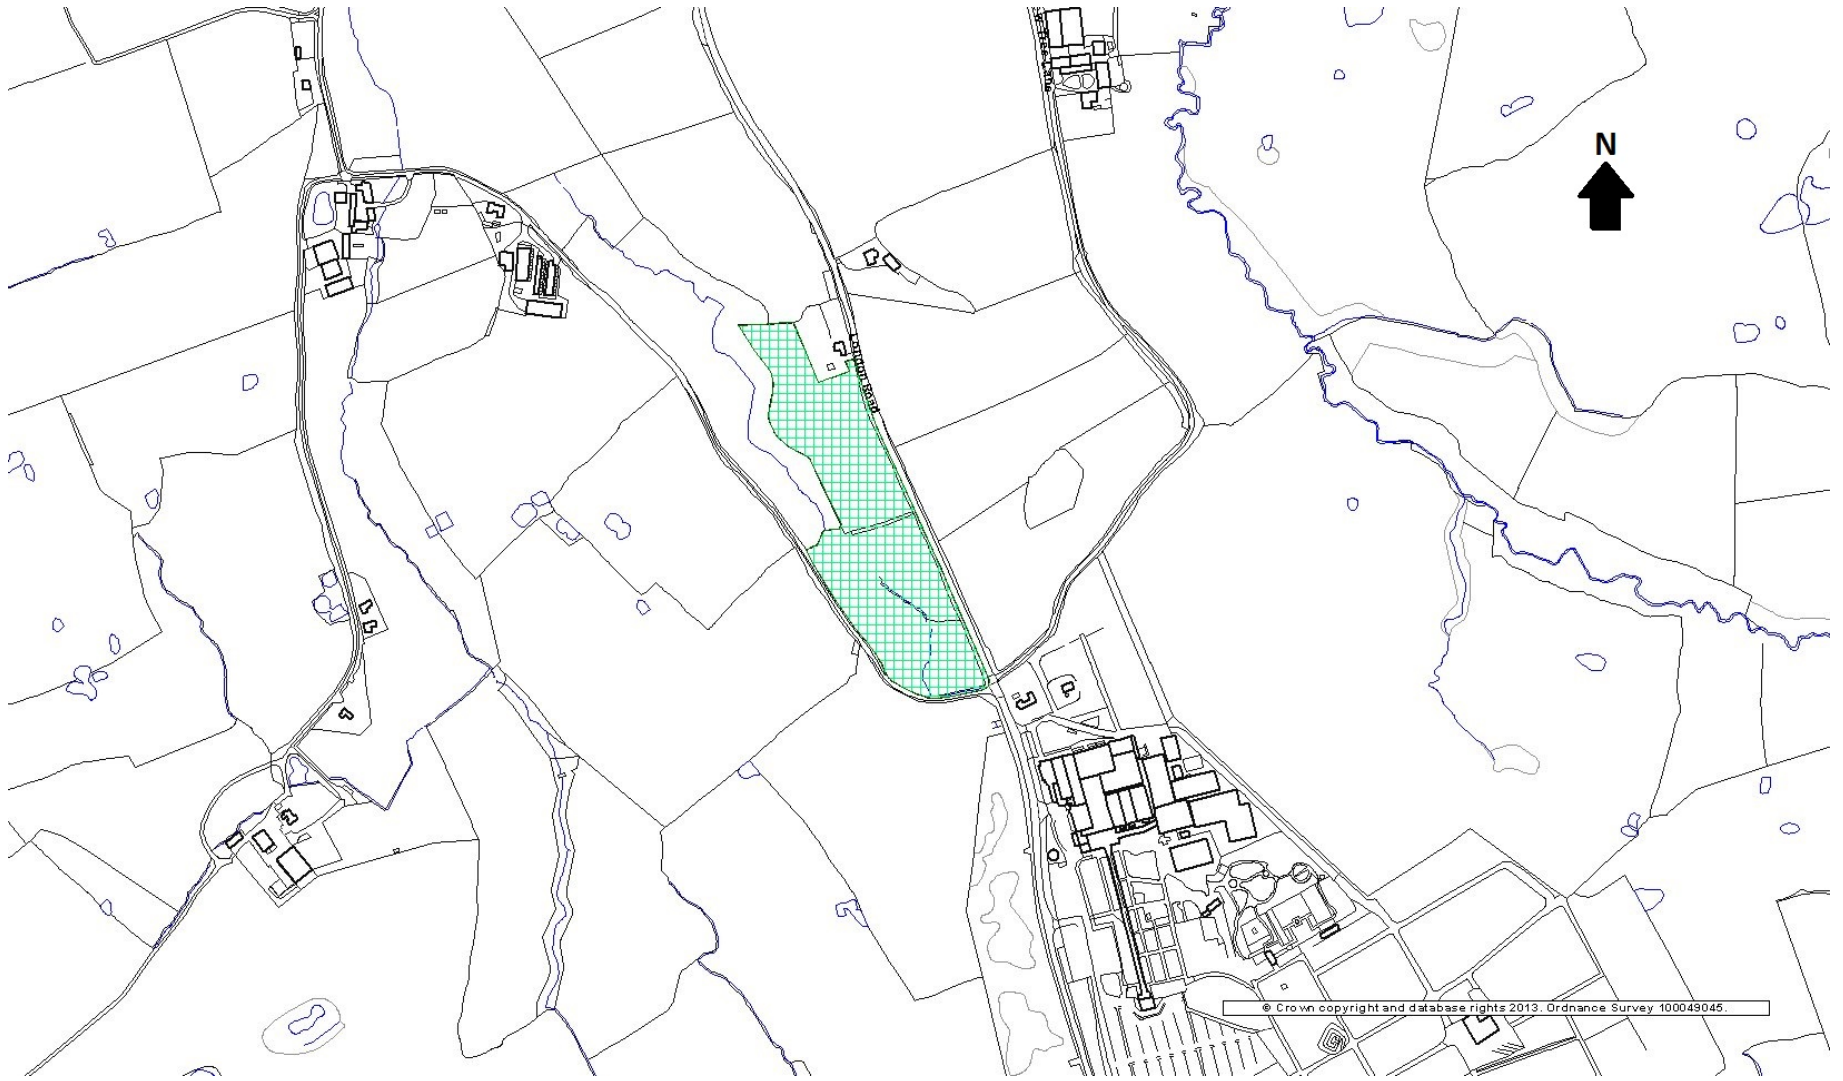 N
London Road
© Crown copyright and database rights 2013. Ordnance Survey 100049045.